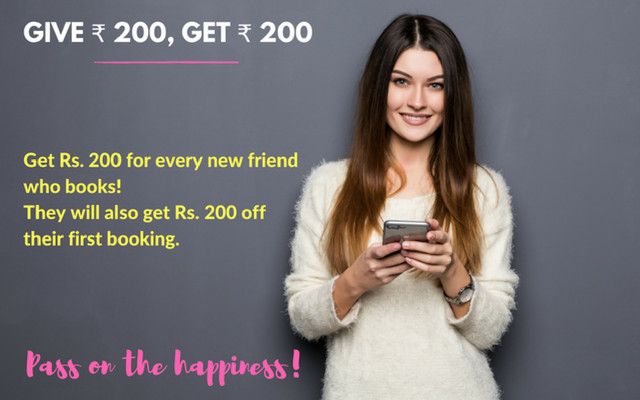 GIVE ₹ 200, GET ₹ 200
Get Rs. 200 for every new friend
who books!
They will also get Rs. 200 off
their first booking.
Pass on the happiness!